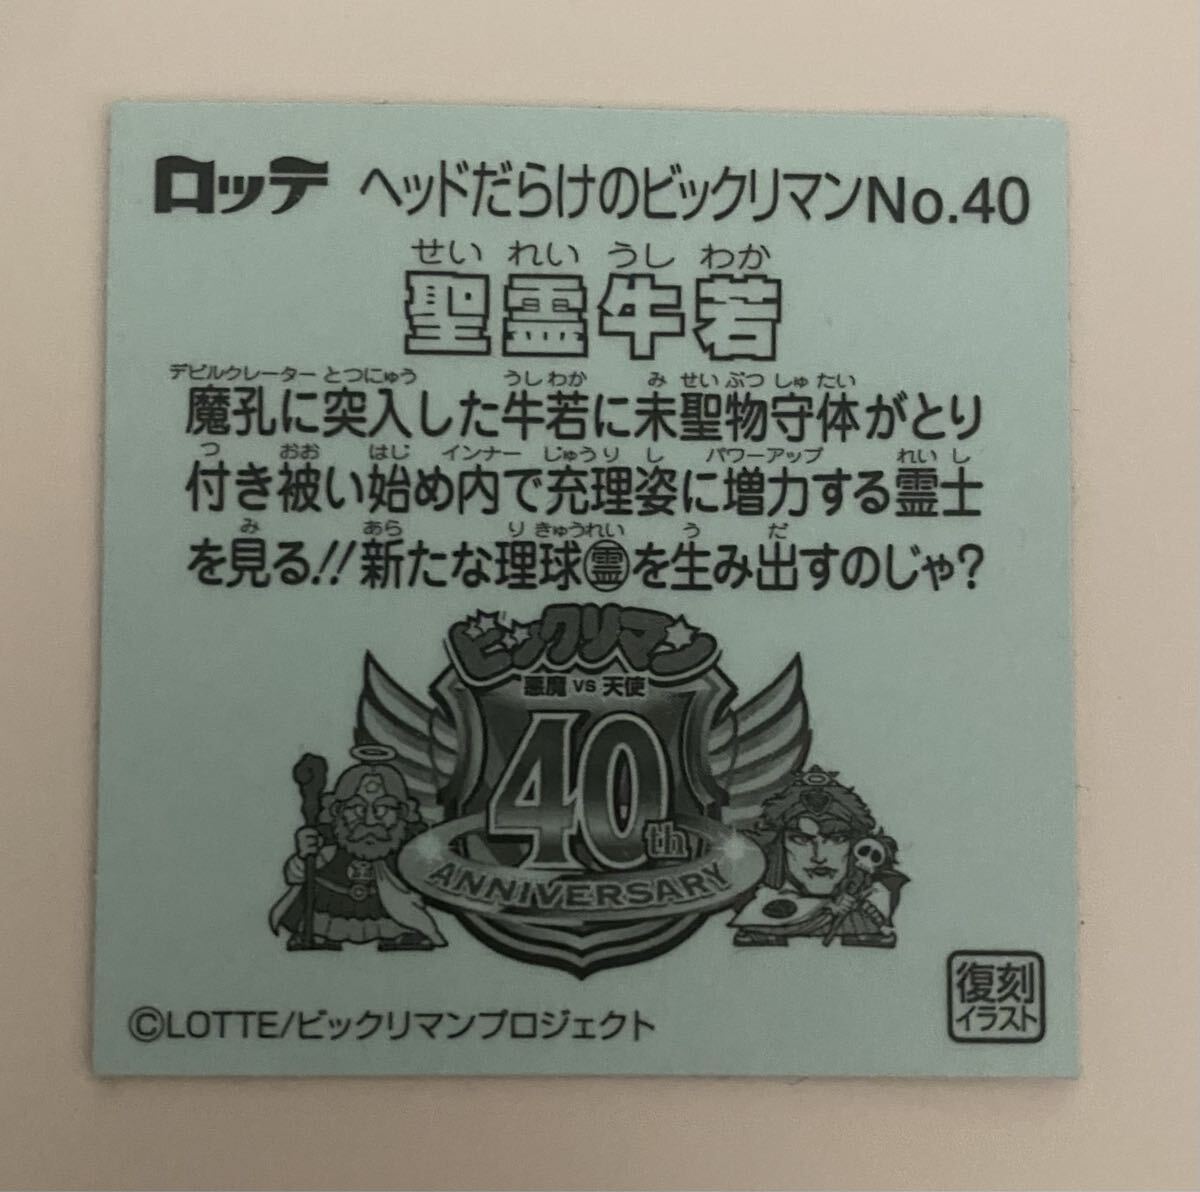 ロッテ ヘッドだらけのビックリマンNo.40
せい れい うし わか
聖霊牛若
デビルクレーター とつにゅう うしわか み せい ぶつ しゅ たい
魔孔に突入した牛若に未聖物守体がとり
つ おお はじ インナー じゅうり し パワーアップ れい し
付き被い始め内で充理姿に増力する霊士
み あら り きゅうれい う だ
を見る!!新たな理球㊟を生み出すのじゃ?
ビックリマン
悪魔 VS 天使
40th
ANNIVERSARY
復刻
イラスト
©LOTTE/ビックリマンプロジェクト